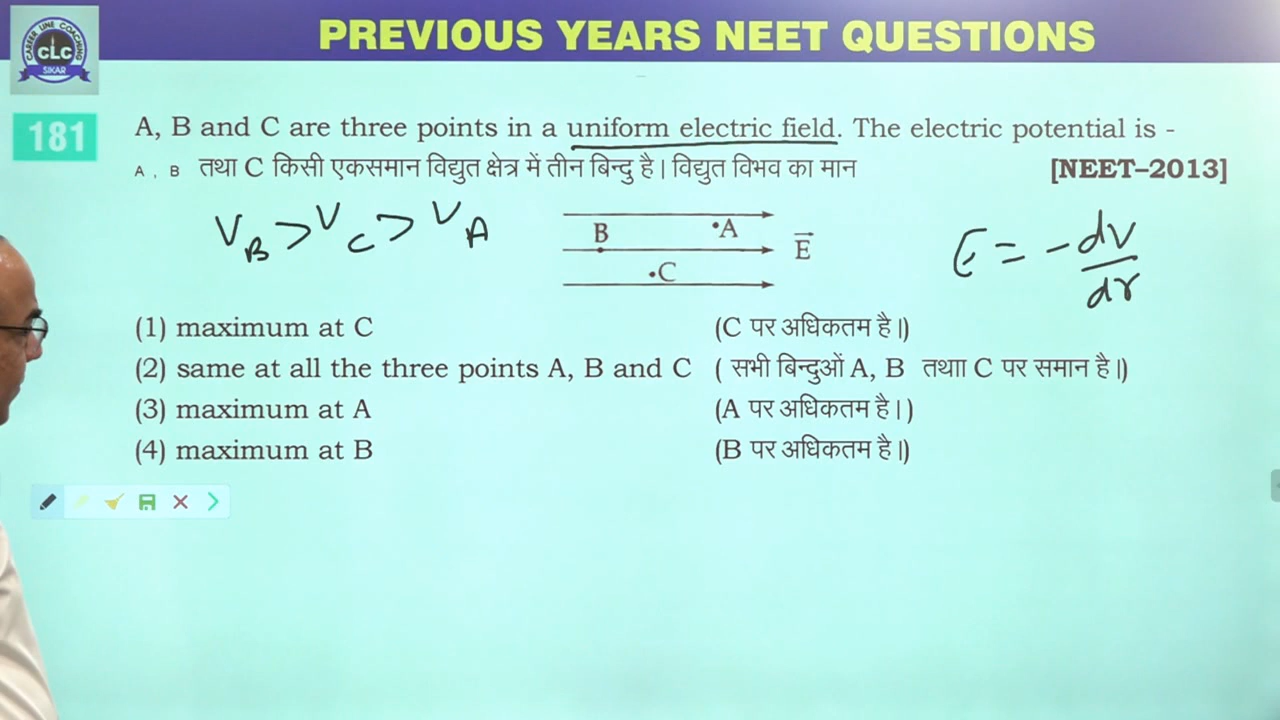 PREVIOUS YEARS NEET QUESTIONS
CAREER LINE COACHING
CLC
SIKAR
181
A, B and C are three points in a uniform electric field. The electric potential is -
A , B तथा C किसी एकसमान विद्युत क्षेत्र में तीन बिन्दु है। विद्युत विभव का मान [NEET–2013]
V_B > V_C > V_A
B •A
E⃗
•C
E = - dv/dr
(1) maximum at C (C पर अधिकतम है।)
(2) same at all the three points A, B and C ( सभी बिन्दुओं A, B तथाा C पर समान है।)
(3) maximum at A (A पर अधिकतम है।)
(4) maximum at B (B पर अधिकतम है।)